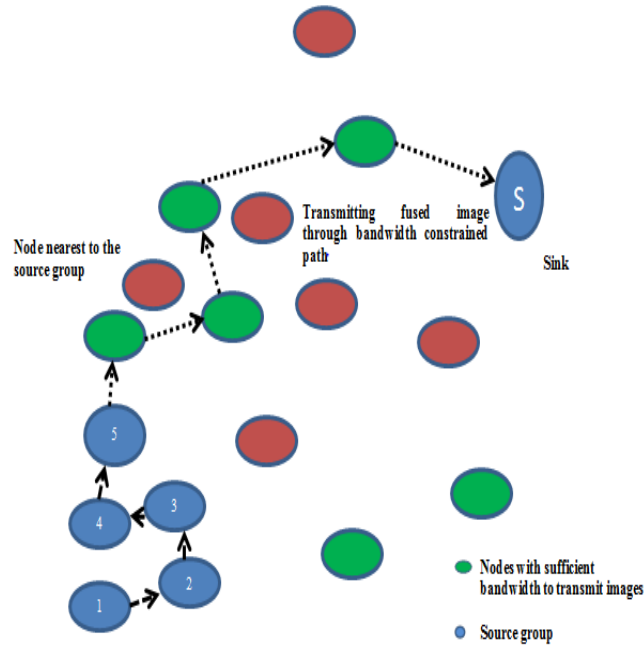 S
Transmitting fused image
through bandwidth constrained
path.
Node nearest to the
source group
Sink
5
3
4
2
1
Nodes with sufficient
bandwidth to transmit images
Source group